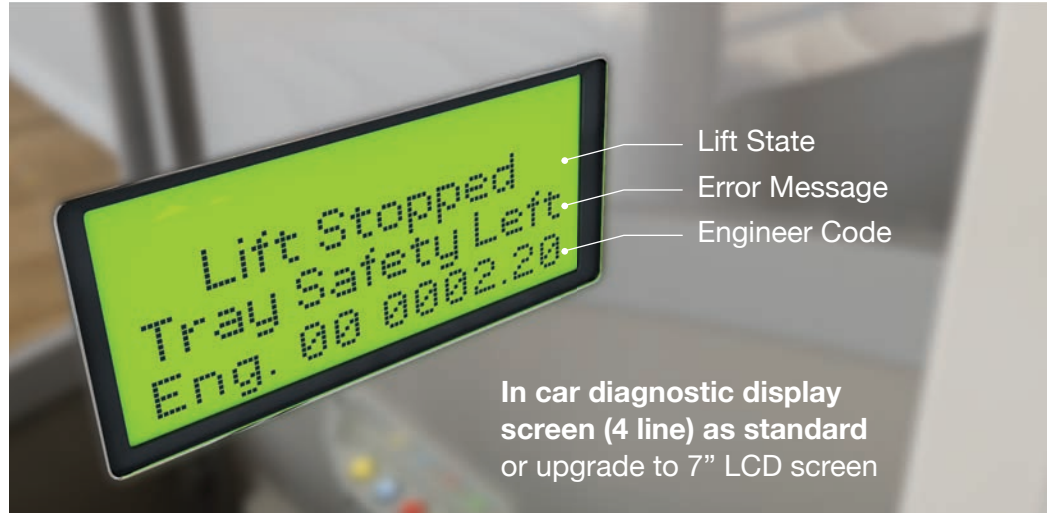 Lift Stopped
Tray Safety Left
Eng. 00 0002.20
Lift State
Error Message
Engineer Code
In car diagnostic display
screen (4 line) as standard
or upgrade to 7” LCD screen